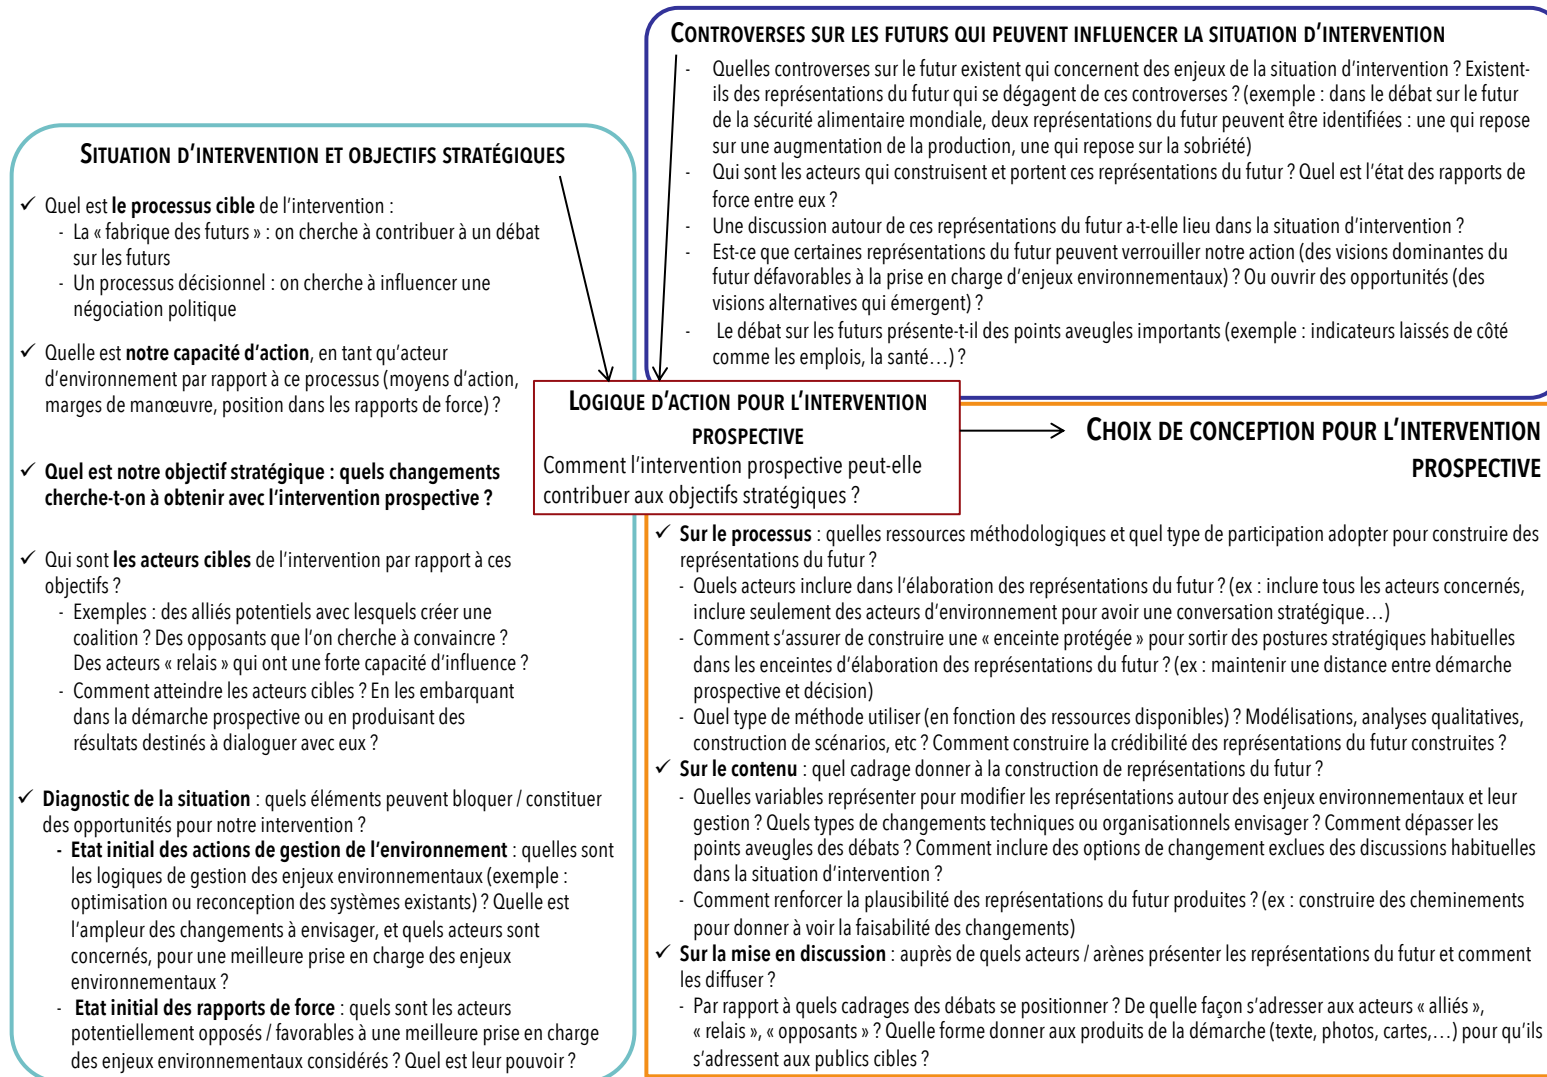 SITUATION D'INTERVENTION ET OBJECTIFS STRATÉGIQUES
✓ Quel est le processus cible de l'intervention :
- La « fabrique des futurs » : on cherche à contribuer à un débat
sur les futurs
- Un processus décisionnel : on cherche à influencer une
négociation politique
✓ Quelle est notre capacité d'action, en tant qu'acteur
d'environnement par rapport à ce processus (moyens d'action,
marges de manœuvre, position dans les rapports de force) ?
✓ Quel est notre objectif stratégique : quels changements
cherche-t-on à obtenir avec l'intervention prospective ?
✓ Qui sont les acteurs cibles de l'intervention par rapport à ces
objectifs ?
- Exemples : des alliés potentiels avec lesquels créer une
coalition ? Des opposants que l'on cherche à convaincre ?
Des acteurs « relais » qui ont une forte capacité d'influence ?
- Comment atteindre les acteurs cibles ? En les embarquant
dans la démarche prospective ou en produisant des
résultats destinés à dialoguer avec eux ?
✓ Diagnostic de la situation : quels éléments peuvent bloquer / constituer
des opportunités pour notre intervention ?
- Etat initial des actions de gestion de l'environnement : quelles sont
les logiques de gestion des enjeux environnementaux (exemple :
optimisation ou reconception des systèmes existants) ? Quelle est
l'ampleur des changements à envisager, et quels acteurs sont
concernés, pour une meilleure prise en charge des enjeux
environnementaux ?
- Etat initial des rapports de force : quels sont les acteurs
potentiellement opposés / favorables à une meilleure prise en charge
des enjeux environnementaux considérés ? Quel est leur pouvoir ?
CONTROVERSES SUR LES FUTURS QUI PEUVENT INFLUENCER LA SITUATION D'INTERVENTION
- Quelles controverses sur le futur existent qui concernent des enjeux de la situation d'intervention ? Existent-
ils des représentations du futur qui se dégagent de ces controverses ? (exemple : dans le débat sur le futur
de la sécurité alimentaire mondiale, deux représentations du futur peuvent être identifiées : une qui repose
sur une augmentation de la production, une qui repose sur la sobriété)
- Qui sont les acteurs qui construisent et portent ces représentations du futur ? Quel est l'état des rapports de
force entre eux ?
- Une discussion autour de ces représentations du futur a-t-elle lieu dans la situation d'intervention ?
- Est-ce que certaines représentations du futur peuvent verrouiller notre action (des visions dominantes du
futur défavorables à la prise en charge d'enjeux environnementaux) ? Ou ouvrir des opportunités (des
visions alternatives qui émergent) ?
- Le débat sur les futurs présente-t-il des points aveugles importants (exemple : indicateurs laissés de côté
comme les emplois, la santé…) ?
LOGIQUE D'ACTION POUR L'INTERVENTION
PROSPECTIVE
Comment l'intervention prospective peut-elle
contribuer aux objectifs stratégiques ?
CHOIX DE CONCEPTION POUR L'INTERVENTION
PROSPECTIVE
✓ Sur le processus : quelles ressources méthodologiques et quel type de participation adopter pour construire des
représentations du futur ?
- Quels acteurs inclure dans l'élaboration des représentations du futur ? (ex : inclure tous les acteurs concernés,
inclure seulement des acteurs d'environnement pour avoir une conversation stratégique…)
- Comment s'assurer de construire une « enceinte protégée » pour sortir des postures stratégiques habituelles
dans les enceintes d'élaboration des représentations du futur ? (ex : maintenir une distance entre démarche
prospective et décision)
- Quel type de méthode utiliser (en fonction des ressources disponibles) ? Modélisations, analyses qualitatives,
construction de scénarios, etc ? Comment construire la crédibilité des représentations du futur construites ?
✓ Sur le contenu : quel cadrage donner à la construction de représentations du futur ?
- Quelles variables représenter pour modifier les représentations autour des enjeux environnementaux et leur
gestion ? Quels types de changements techniques ou organisationnels envisager ? Comment dépasser les
points aveugles des débats ? Comment inclure des options de changement exclues des discussions habituelles
dans la situation d'intervention ?
- Comment renforcer la plausibilité des représentations du futur produites ? (ex : construire des cheminements
pour donner à voir la faisabilité des changements)
✓ Sur la mise en discussion : auprès de quels acteurs / arènes présenter les représentations du futur et comment
les diffuser ?
- Par rapport à quels cadrages des débats se positionner ? De quelle façon s'adresser aux acteurs « alliés »,
« relais », « opposants » ? Quelle forme donner aux produits de la démarche (texte, photos, cartes,…) pour qu'ils
s'adressent aux publics cibles ?